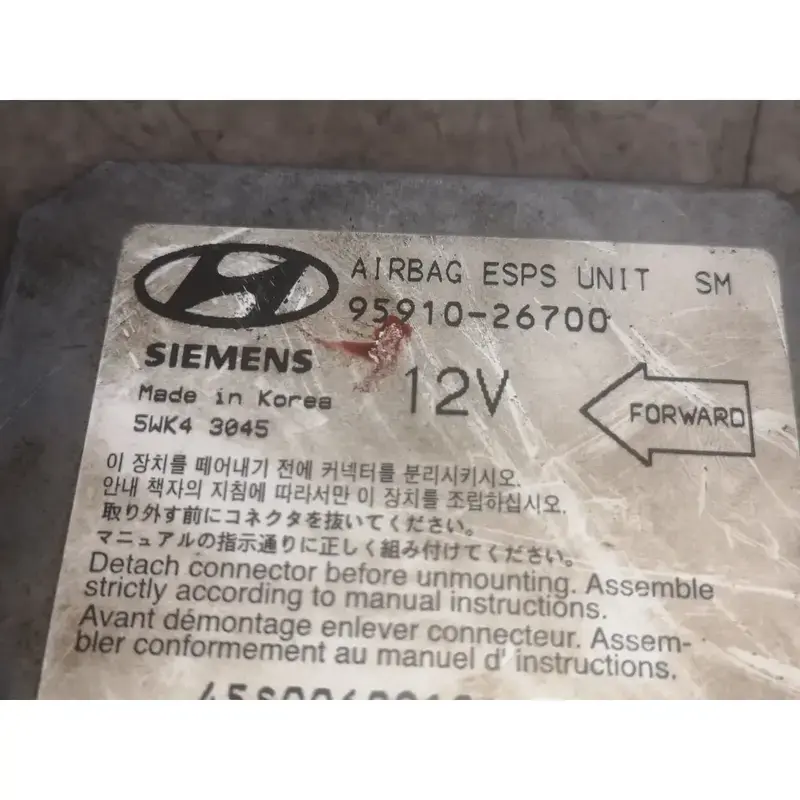 AIRBAG ESPS UNIT SM
95910-26700
SIEMENS
12V
Made in Korea
FORWARD
5WK4 3045
이 장치를 떼어내기 전에 커넥터를 분리시키시오.
안내 책자의 지침에 따라서만 이 장치를 조립하십시오.
取り外す前にコネクタを抜いてください。
マニュアルの指示通りに正しく組み付けてください。
Detach connector before unmounting. Assemble
strictly according to manual instructions.
Avant démontage enlever connecteur. Assem-
bler conformement au manuel d' instructions.